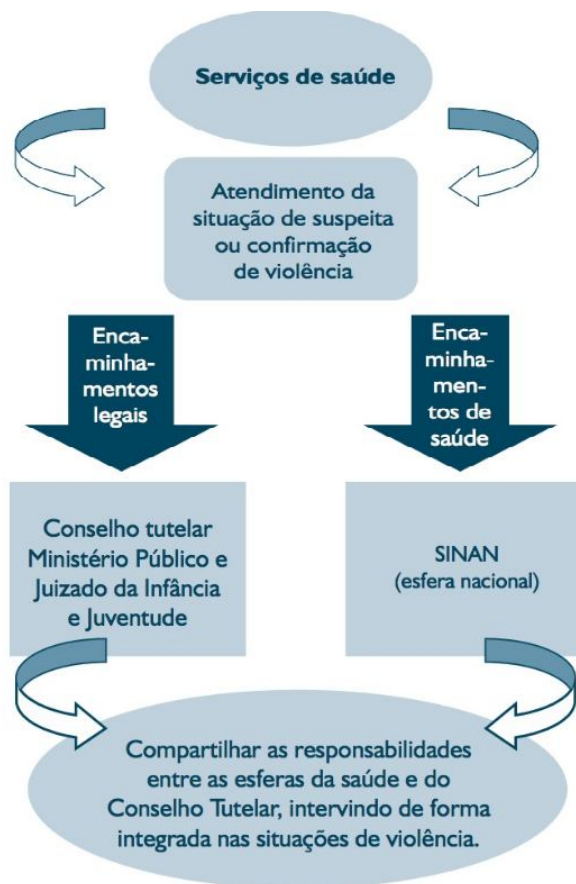 Serviços de saúde
Atendimento da
situação de suspeita
ou confirmação
de violência
Enca-
minha-
mentos
legais
Enca-
minha-
men-
tos de
saúde
Conselho tutelar
Ministério Público e
Juizado da Infância
e Juventude
SINAN
(esfera nacional)
Compartilhar as responsabilidades
entre as esferas da saúde e do
Conselho Tutelar, intervindo de forma
integrada nas situações de violência.